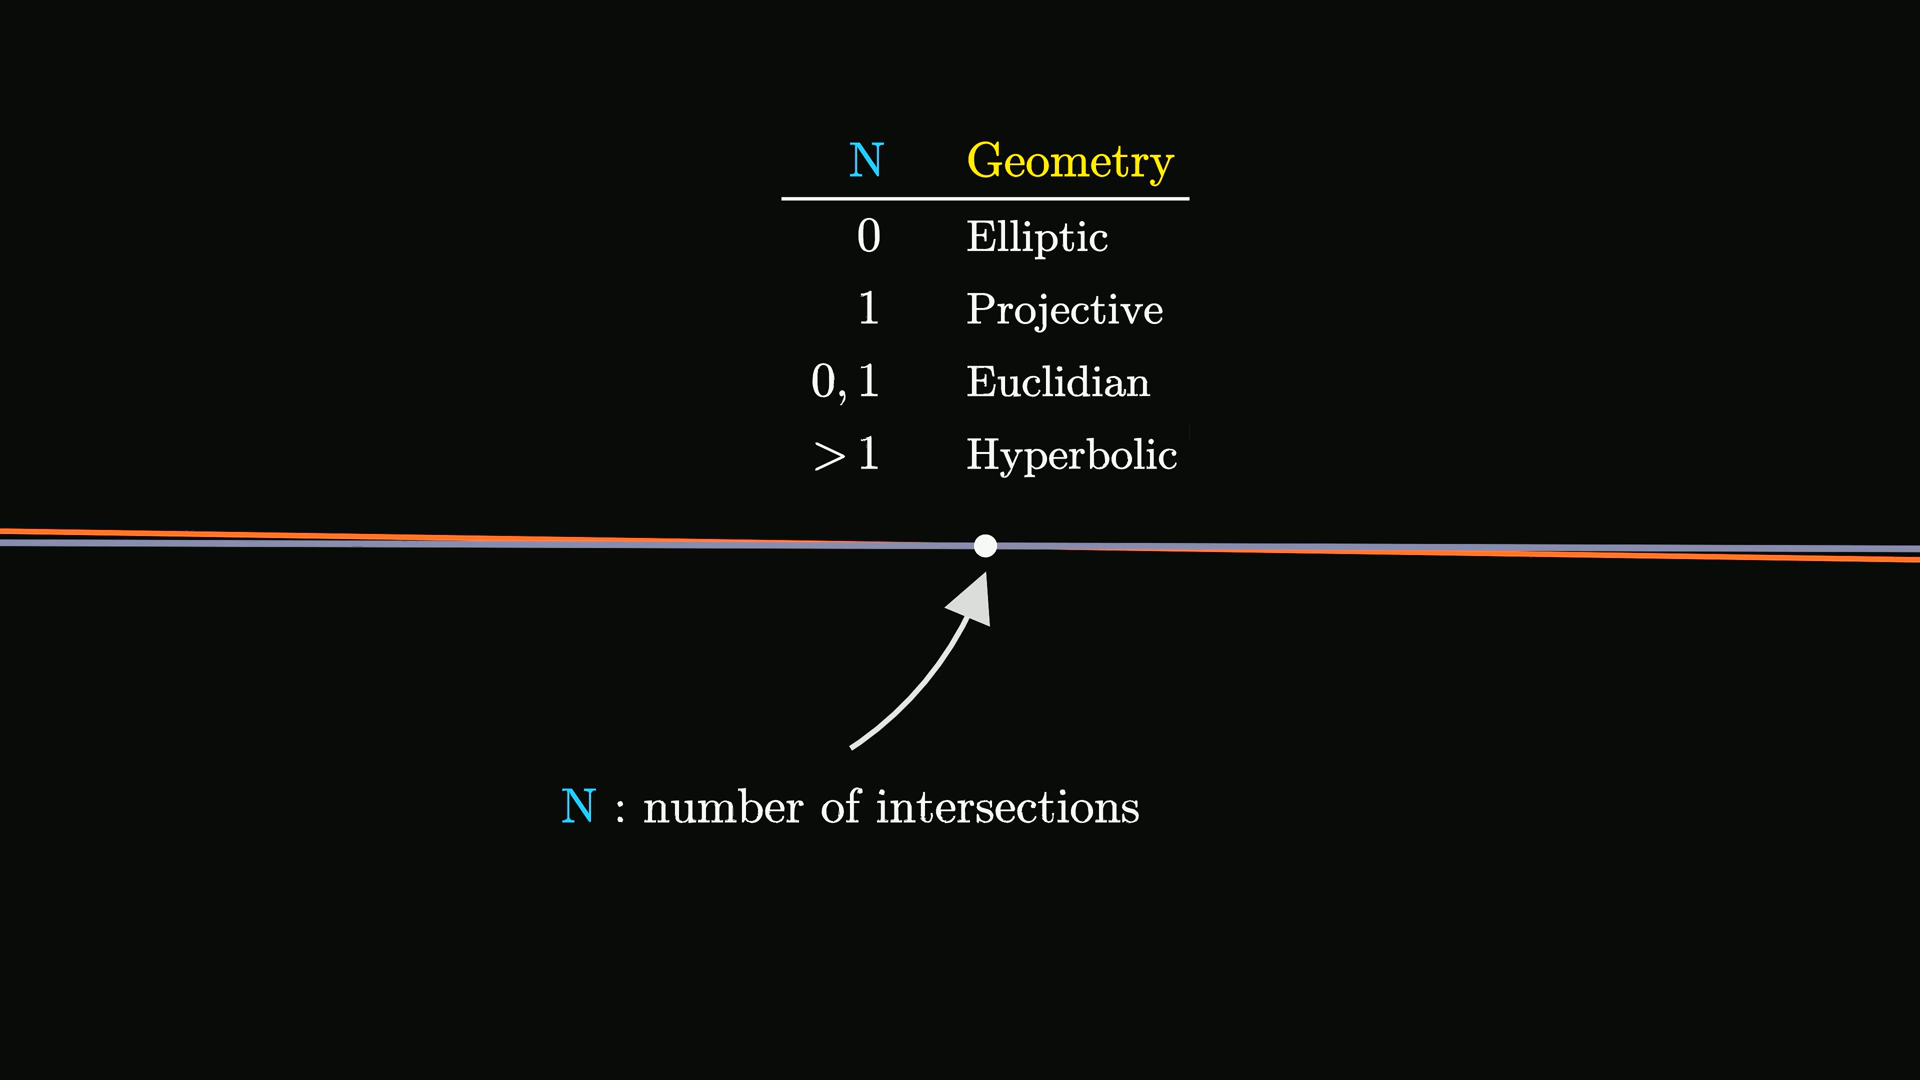 N Geometry
0 Elliptic
1 Projective
0, 1 Euclidian
> 1 Hyperbolic
N : number of intersections